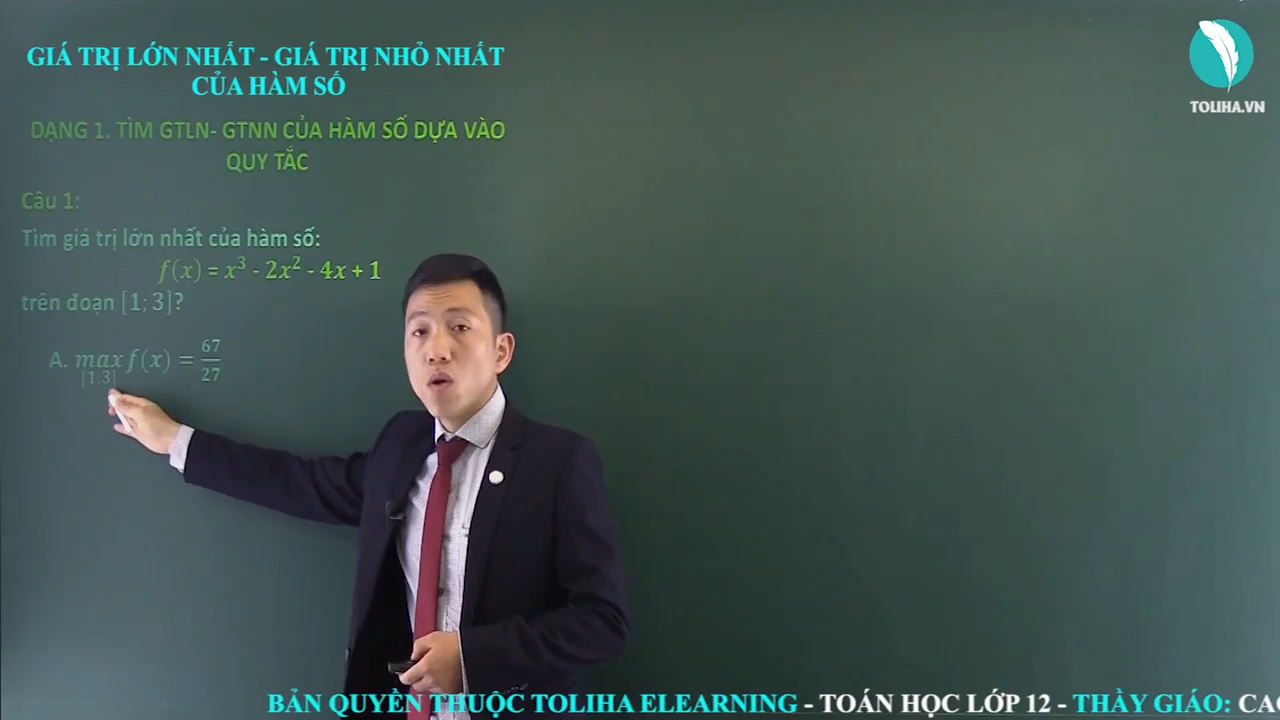 GIÁ TRỊ LỚN NHẤT - GIÁ TRỊ NHỎ NHẤT
CỦA HÀM SỐ
TOLIHA.VN
DẠNG 1. TÌM GTLN- GTNN CỦA HÀM SỐ DỰA VÀO
QUY TẮC
Câu 1:
Tìm giá trị lớn nhất của hàm số:
f(x) = x³ - 2x² - 4x + 1
trên đoạn [1; 3]?
A. max f(x) = 67/27
[1;3]
BẢN QUYỀN THUỘC TOLIHA ELEARNING - TOÁN HỌC LỚP 12 - THẦY GIÁO: CA